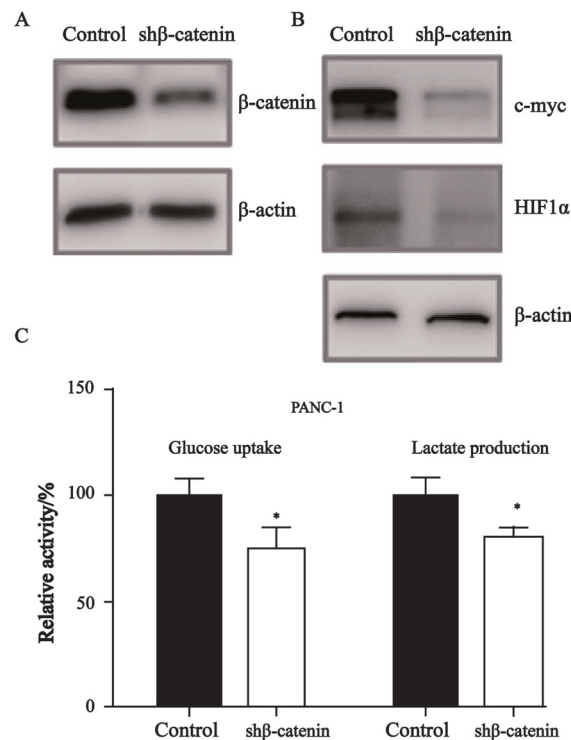 A
Control shβ-catenin
β-catenin
β-actin
B
Control shβ-catenin
c-myc
HIF1α
β-actin
C
PANC-1
Glucose uptake Lactate production
Relative activity/%
150
100
50
0
* *
Control shβ-catenin Control shβ-catenin